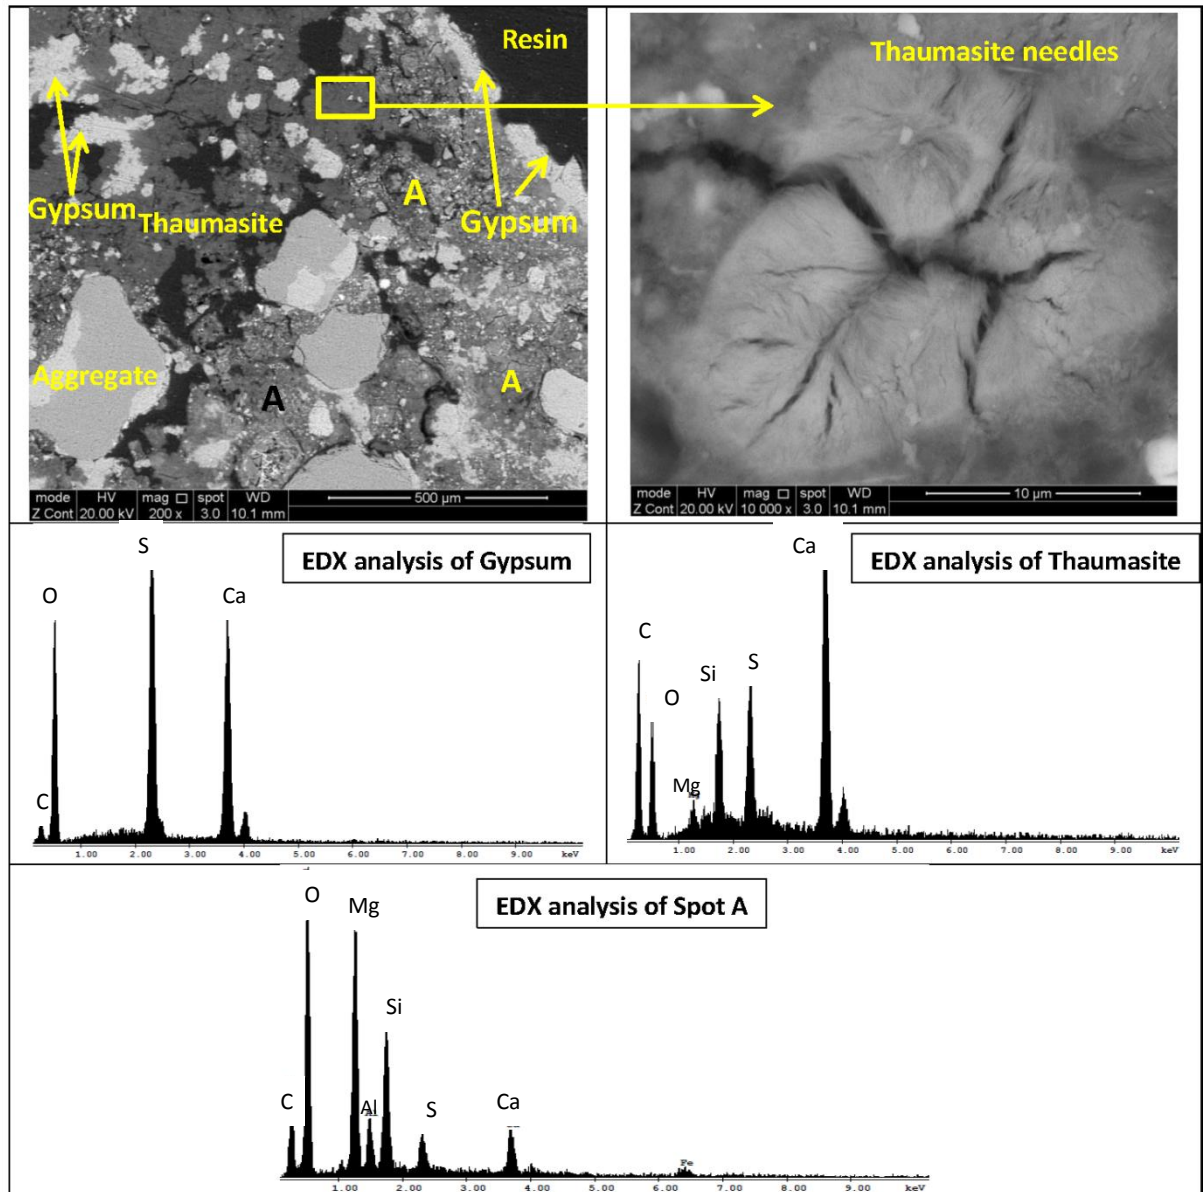 Resin
Gypsum
Thaumasite
A
Gypsum
Aggregate
A
A
mode HV mag spot WD
Z Cont 20.00 kV 200 x 3.0 10.1 mm
500 µm
Thaumasite needles
mode HV mag spot WD
Z Cont 20.00 kV 10 000 x 3.0 10.1 mm
10 µm
EDX analysis of Gypsum
S
O
Ca
C
1.00 2.00 3.00 4.00 5.00 6.00 7.00 8.00 9.00 keV
EDX analysis of Thaumasite
Ca
C
S
Si
O
Mg
1.00 2.00 3.00 4.00 5.00 6.00 7.00 8.00 9.00 keV
EDX analysis of Spot A
O
Mg
Si
C
Al
S
Ca
Fe
1.00 2.00 3.00 4.00 5.00 6.00 7.00 8.00 9.00 keV